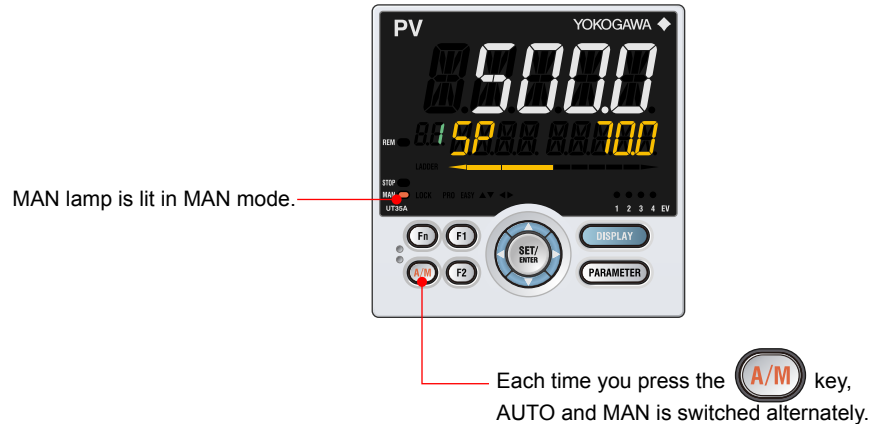 PV YOKOGAWA
500.0
REM 1 SP 70.0
LADDER
STOP
MAN LOCK PRO EASY
UT35A 1 2 3 4 EV
MAN lamp is lit in MAN mode.
Fn F1 SET/ DISPLAY
ENTER
A/M F2 PARAMETER
Each time you press the A/M key,
AUTO and MAN is switched alternately.